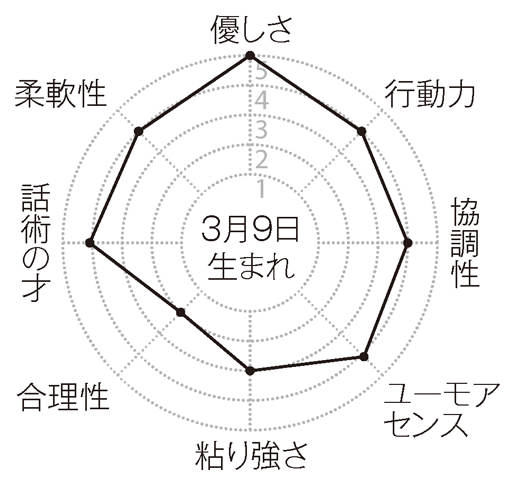 優しさ
行動力
協調性
ユーモア
センス
粘り強さ
合理性
話術の才
柔軟性
5
4
3
2
1
3月9日
生まれ